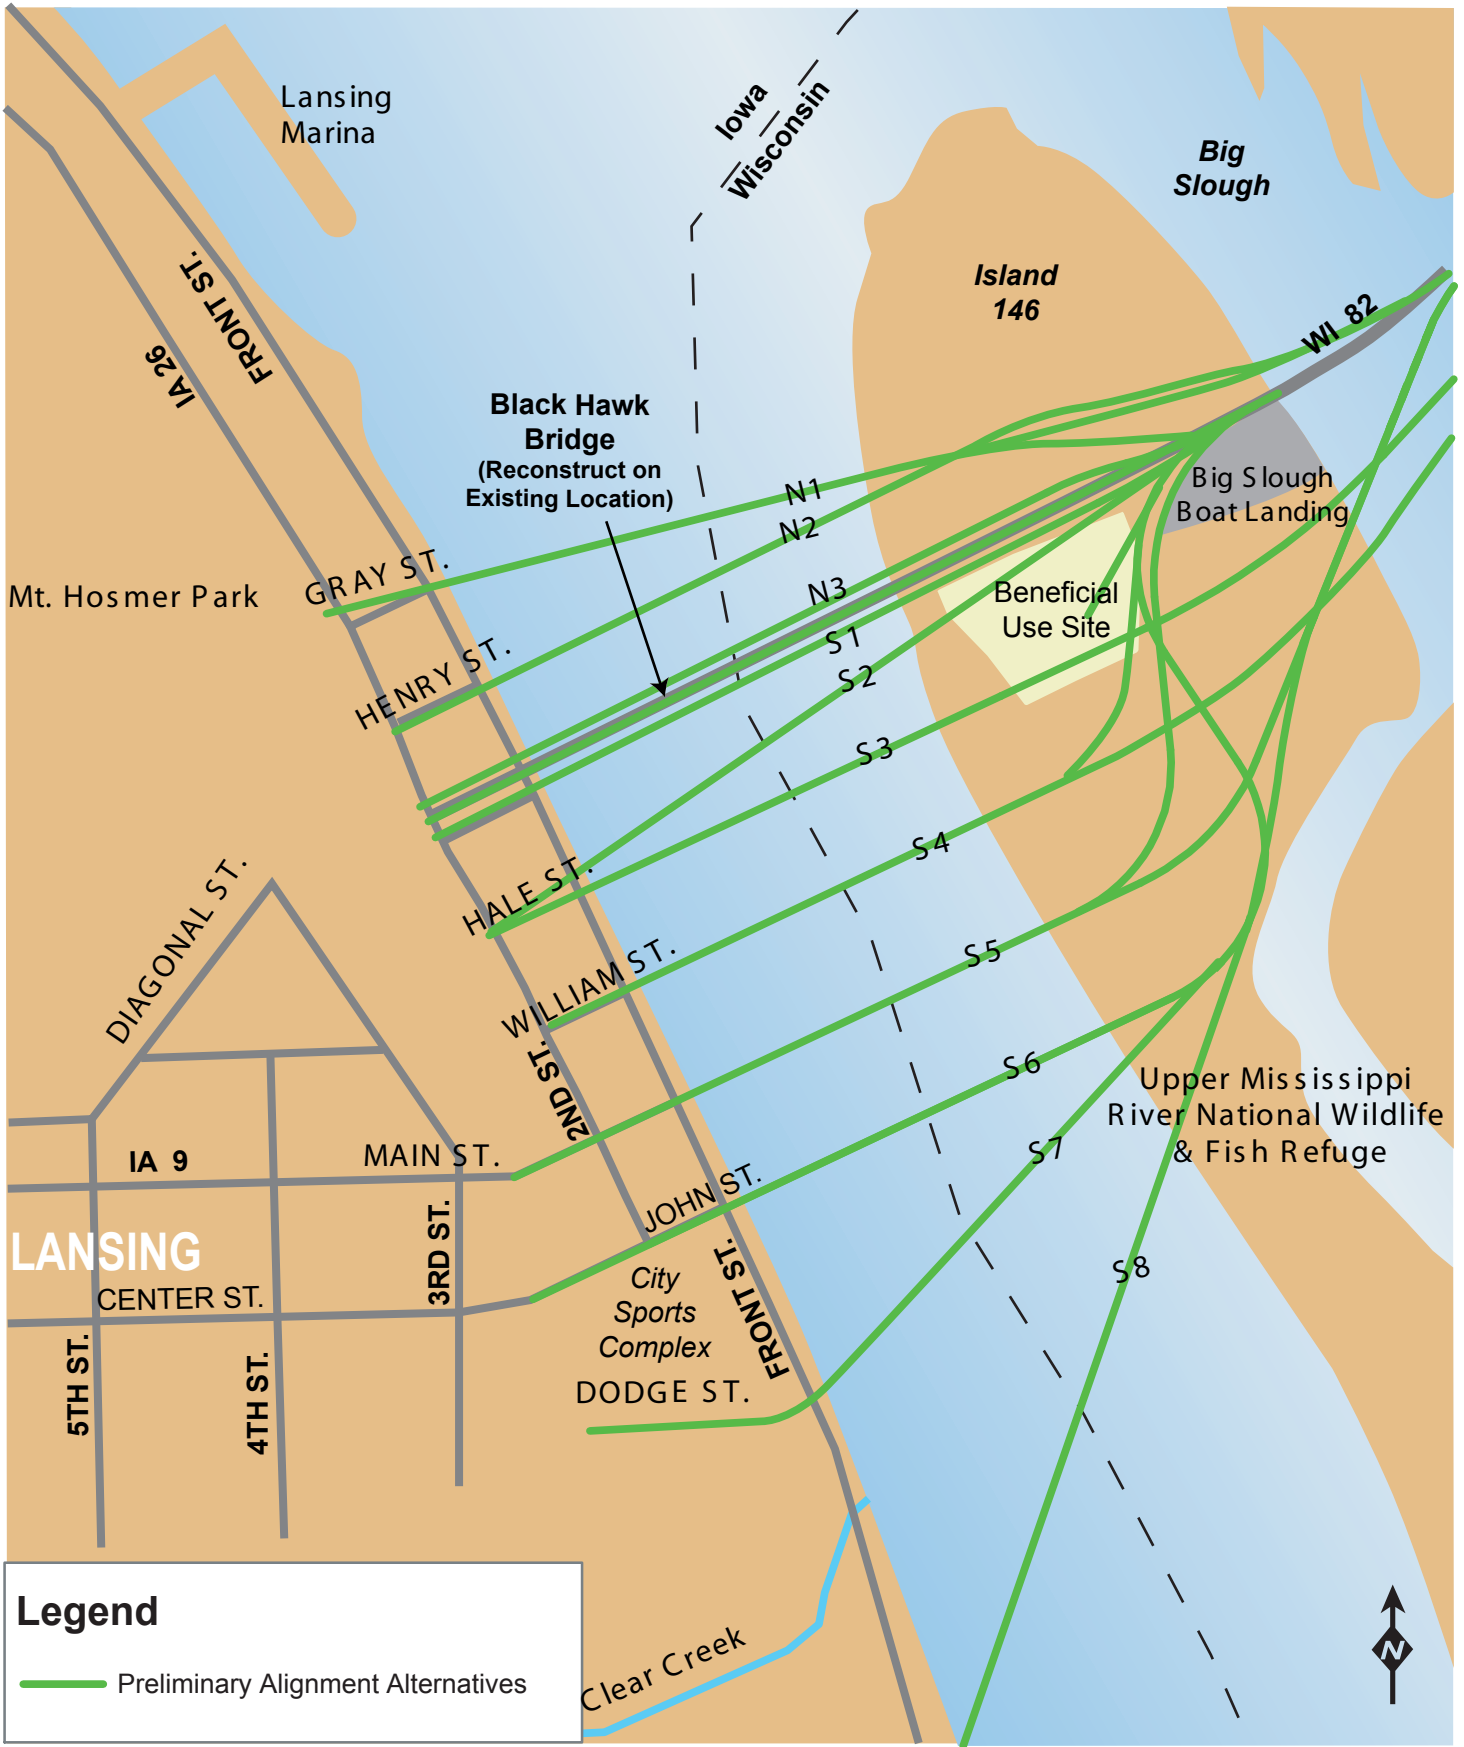 Lansing
Marina
Iowa
Wisconsin
Big
Slough
Island
146
FRONT ST.
IA 26
WI 82
Black Hawk
Bridge
(Reconstruct on
Existing Location)
Big Slough
Boat Landing
N1
N2
GRAY ST.
Mt. Hosmer Park
N3
Beneficial
Use Site
S1
HENRY ST.
S2
S3
S4
HALE ST.
DIAGONAL ST.
WILLIAM ST.
S5
2ND ST.
S6
Upper Mississippi
River National Wildlife
& Fish Refuge
MAIN ST.
IA 9
S7
JOHN ST.
LANSING
3RD ST.
CENTER ST.
City
Sports
Complex
FRONT ST.
S8
5TH ST.
4TH ST.
DODGE ST.
Legend
Preliminary Alignment Alternatives
Clear Creek
N